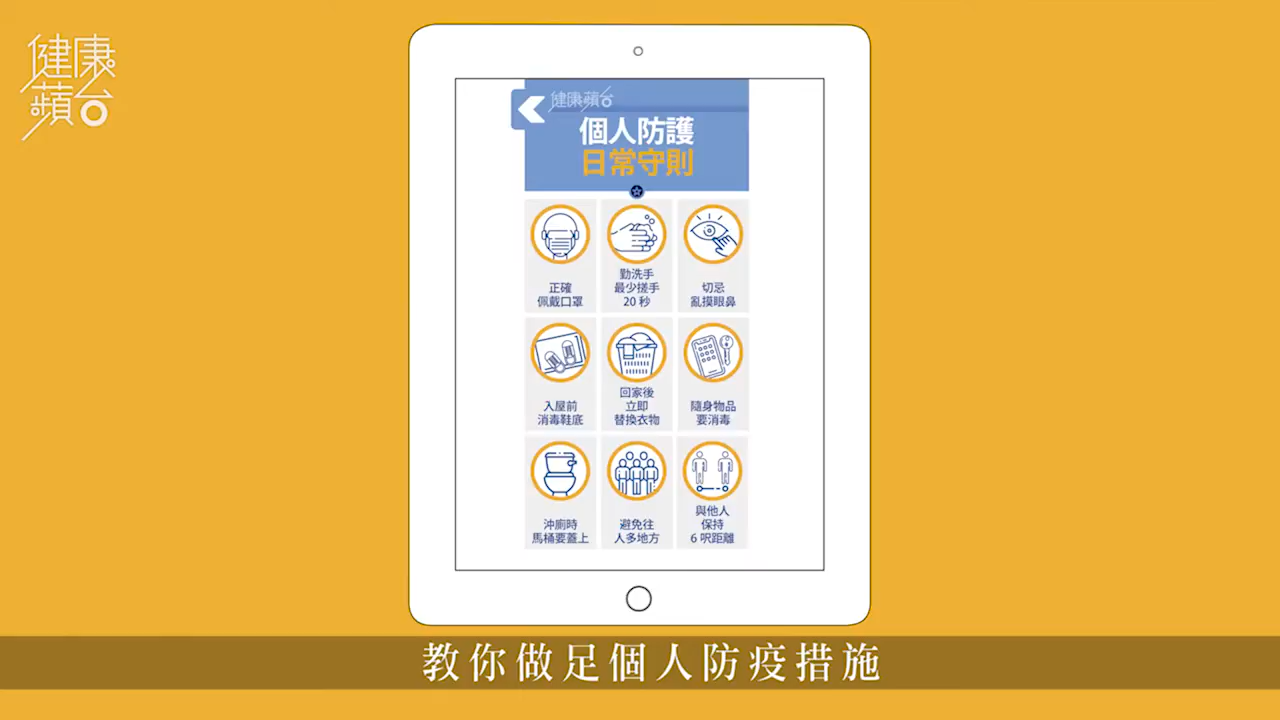 健康
蘋台
健康蘋台
個人防護
日常守則
正確
佩戴口罩
勤洗手
最少搓手
20 秒
切忌
亂摸眼鼻
入屋前
消毒鞋底
回家後
立即
替換衣物
隨身物品
要消毒
沖廁時
馬桶要蓋上
避免往
人多地方
與他人
保持
6 呎距離
教你做足個人防疫措施